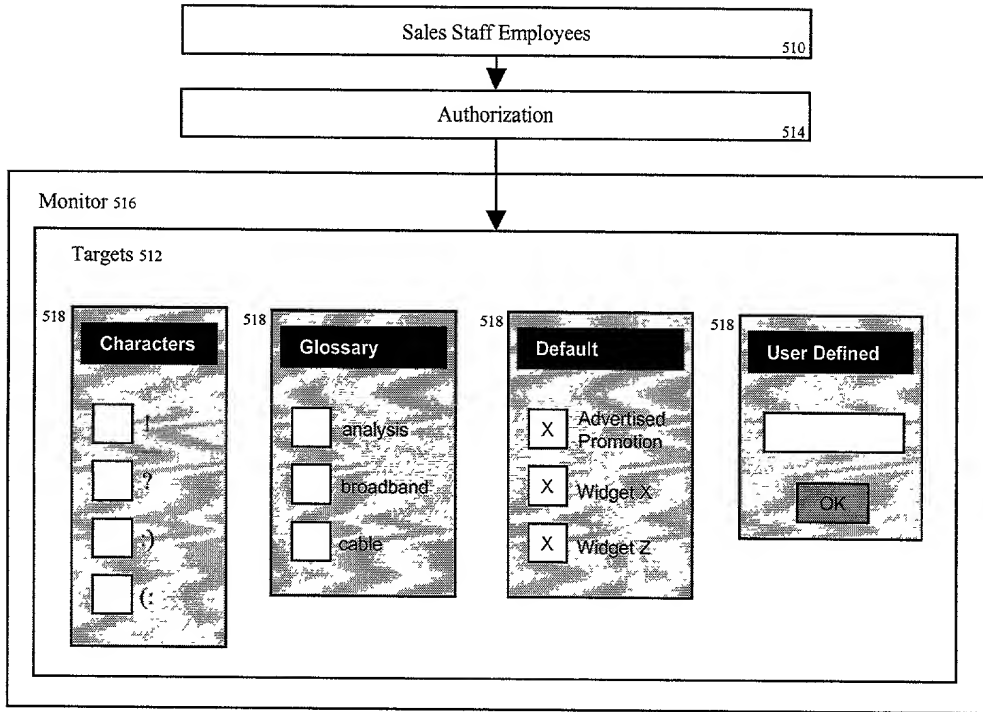 Sales Staff Employees
510
Authorization
514
Monitor 516
Targets 512
518
Characters
!
?
;)
(:
518
Glossary
analysis
broadband
cable
518
Default
X Advertised
Promotion
X Widget X
X Widget Z
518
User Defined
OK